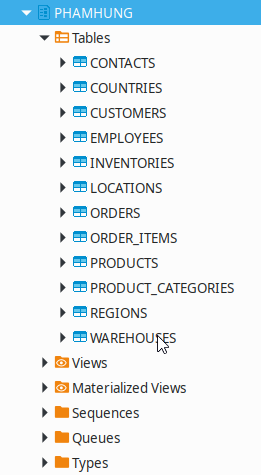 PHAMHUNG
Tables
CONTACTS
COUNTRIES
CUSTOMERS
EMPLOYEES
INVENTORIES
LOCATIONS
ORDERS
ORDER_ITEMS
PRODUCTS
PRODUCT_CATEGORIES
REGIONS
WAREHOUSES
Views
Materialized Views
Sequences
Queues
Types